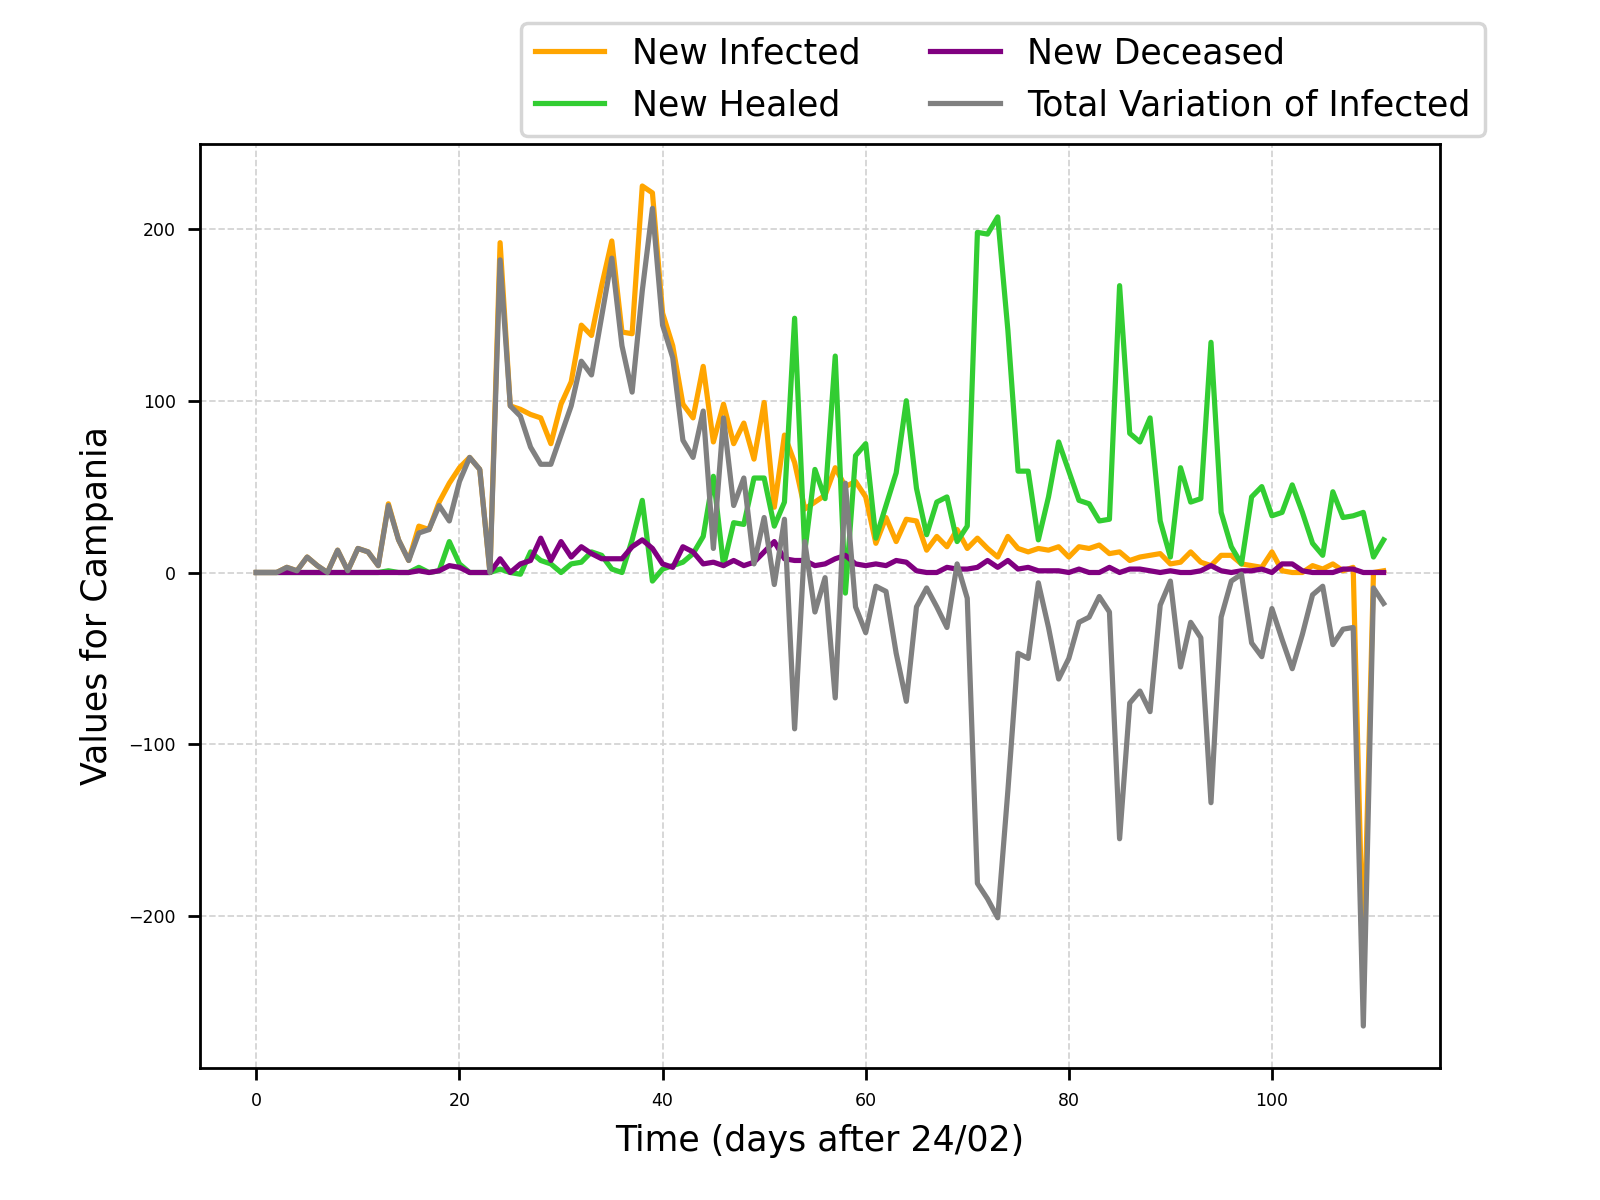 New Infected
New Healed
New Deceased
Total Variation of Infected
Values for Campania
200
100
0
−100
−200
0 20 40 60 80 100
Time (days after 24/02)